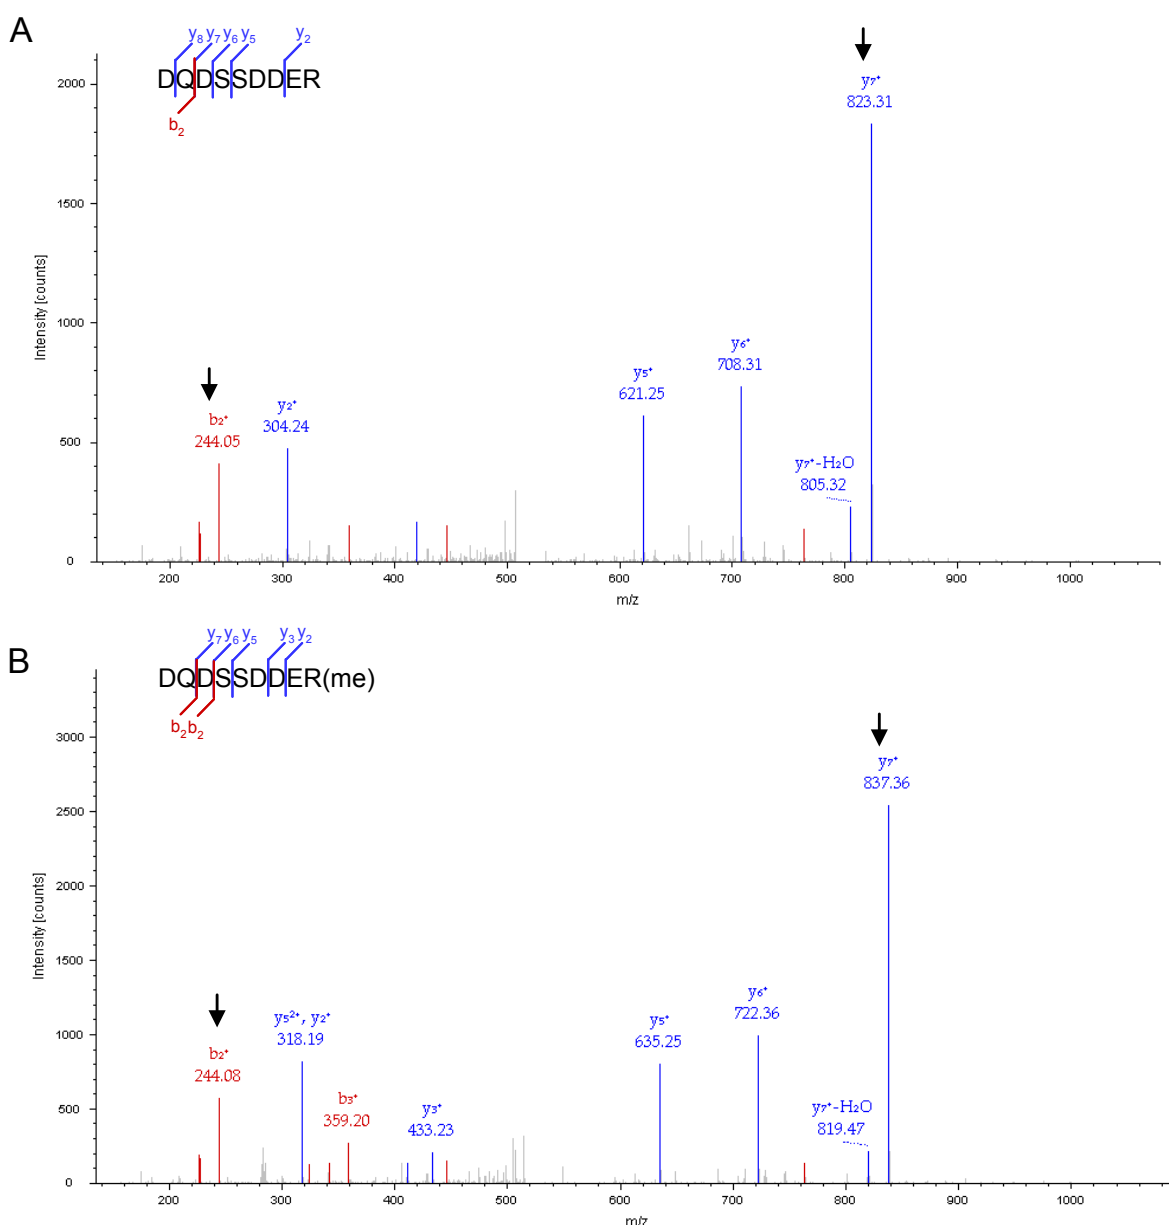 A
y8 y7 y6 y5 y2
DQDSSDDER
b2
y7+
823.31
y6+
708.31
y5+
621.25
y2+
304.24
b2+
244.05
y7+-H2O
805.32
Intensity [counts]
2000
1500
1000
500
0
200 300 400 500 600 700 800 900 1000
m/z
B
y7 y6 y5 y3 y2
DQDSSDDER(me)
b2 b2
y7+
837.36
y6+
722.36
y5+
635.25
y5²+, y2+
318.19
b2+
244.08
b3+
359.20
y3+
433.23
y7+-H2O
819.47
Intensity [counts]
3000
2500
2000
1500
1000
500
0
200 300 400 500 600 700 800 900 1000
m/z